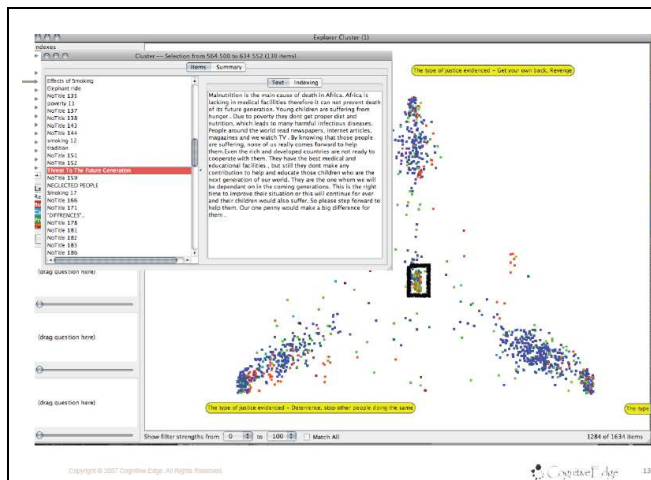 Explorer Cluster (1)
Indexes
Cluster -- Selection from 564 500 to 634 552 (130 items)
Items Summary
Text Indexing
Effects of Smoking
Elephant ride
NoTitle 135
poverty 11
NoTitle 137
NoTitle 138
NoTitle 143
NoTitle 144
smoking 12
tradition
NoTitle 151
NoTitle 152
Threat To The Future Generation
NoTitle 159
NEGLECTED PEOPLE
Smoking 17
NoTitle 166
NoTitle 171
"DIFFRENCES".
NoTitle 178
NoTitle 181
NoTitle 182
NoTitle 185
NoTitle 186
Malnutrition is the main cause of death in Africa. Africa is
lacking in medical facilities therefore it can not prevent death
of its future generation. Young children are suffering from
hunger . Due to poverty they dont get proper diet and
nutrition, which leads to many harmful infectious diseases.
People around the world read newspapers, internet articles,
magazines and we watch TV . By knowing that those people
are suffering, none of us really comes forward to help
them.Even the rich and developed countries are not ready to
cooperate with them. They have the best medical and
educational facilities , but still they dont make any
contribution to help and educate those children who are the
next generation of our world. They are the one whom we will
be dependant on in the coming generations. This is the right
time to improve their situation or this will continue for ever
and their children would also suffer. So please step forward to
help them. Our one penny would make a big difference for
them .
The type of justice evidenced - Get your own back, Revenge
(drag question here)
(drag question here)
(drag question here)
The type of justice evidenced - Deterrence, stop other people doing the same
The type
Show filter strengths from 0 to 100 Match All
1284 of 1634 items
Copyright © 2007 Cognitive Edge. All Rights Reserved.
Cognitive Edge
13